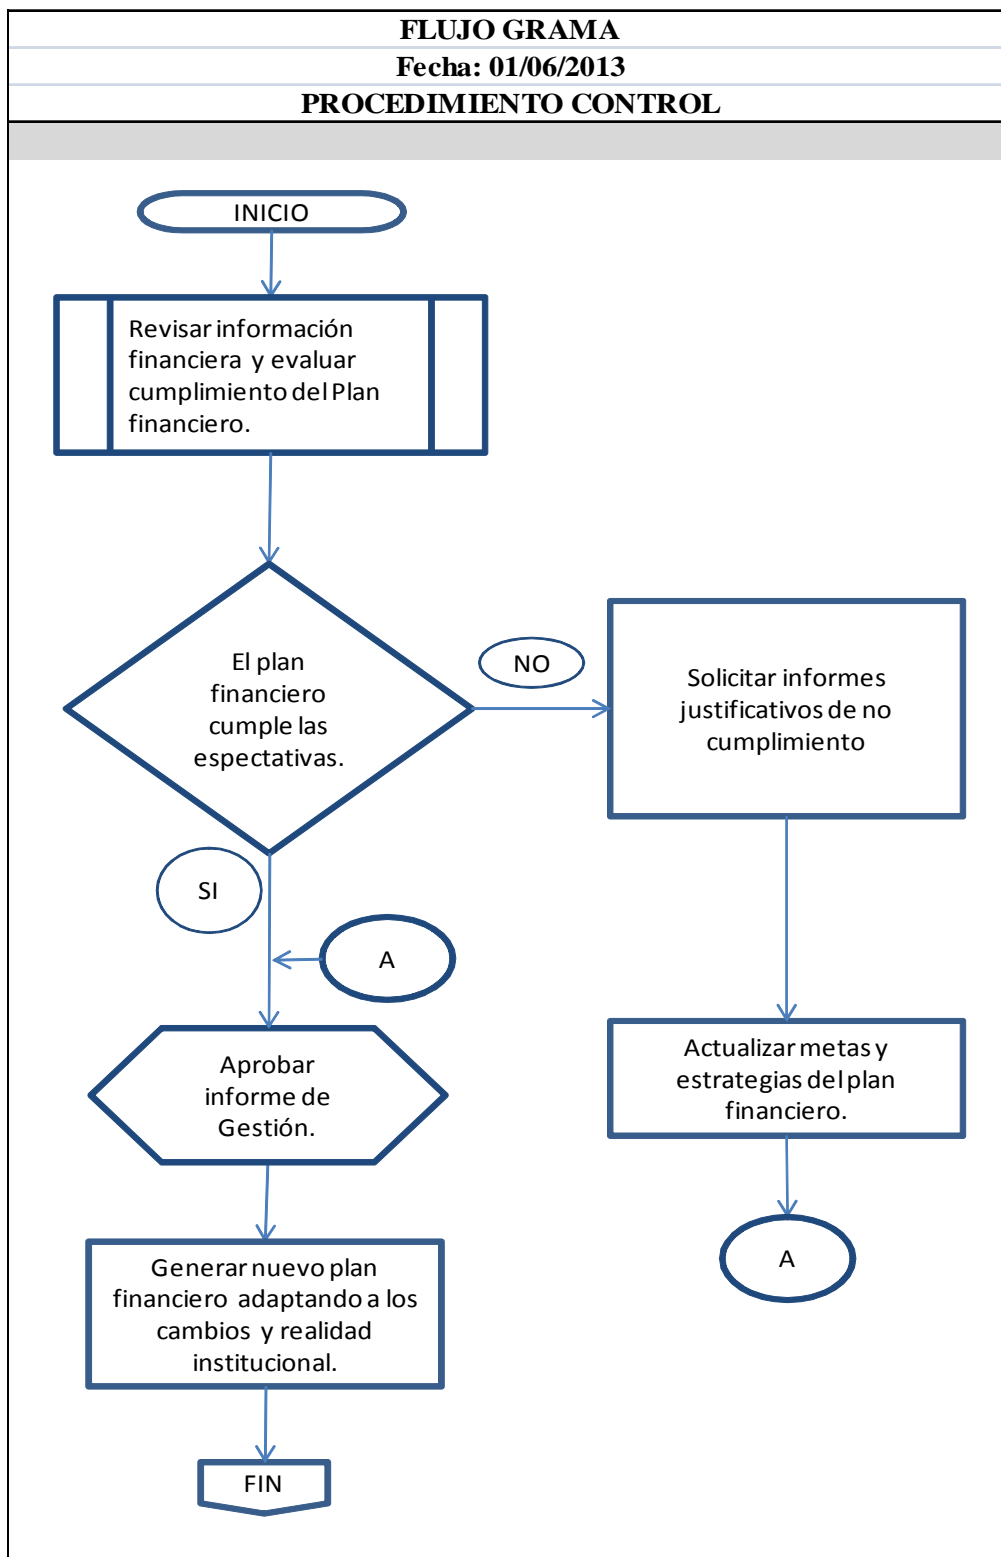 FLUJO GRAMA
Fecha: 01/06/2013
PROCEDIMIENTO CONTROL
INICIO
Revisar información
financiera y evaluar
cumplimiento del Plan
financiero.
El plan
financiero
cumple las
espectativas.
NO
Solicitar informes
justificativos de no
cumplimiento
SI
A
Aprobar
informe de
Gestión.
Actualizar metas y
estrategias del plan
financiero.
A
Generar nuevo plan
financiero adaptando a los
cambios y realidad
institucional.
FIN